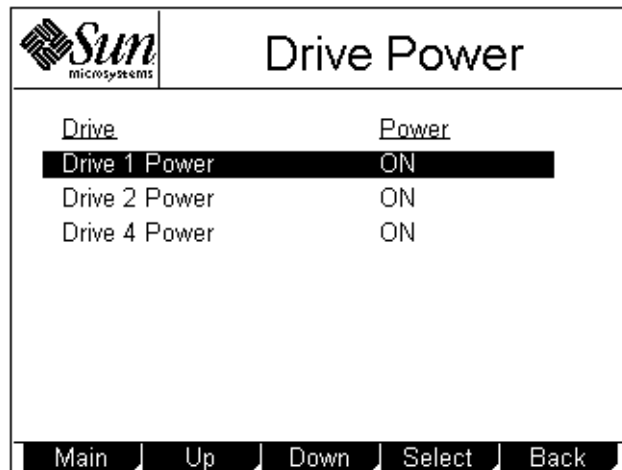 Sun
microsystems
Drive Power
Drive Power
Drive 1 Power ON
Drive 2 Power ON
Drive 4 Power ON
Main Up Down Select Back